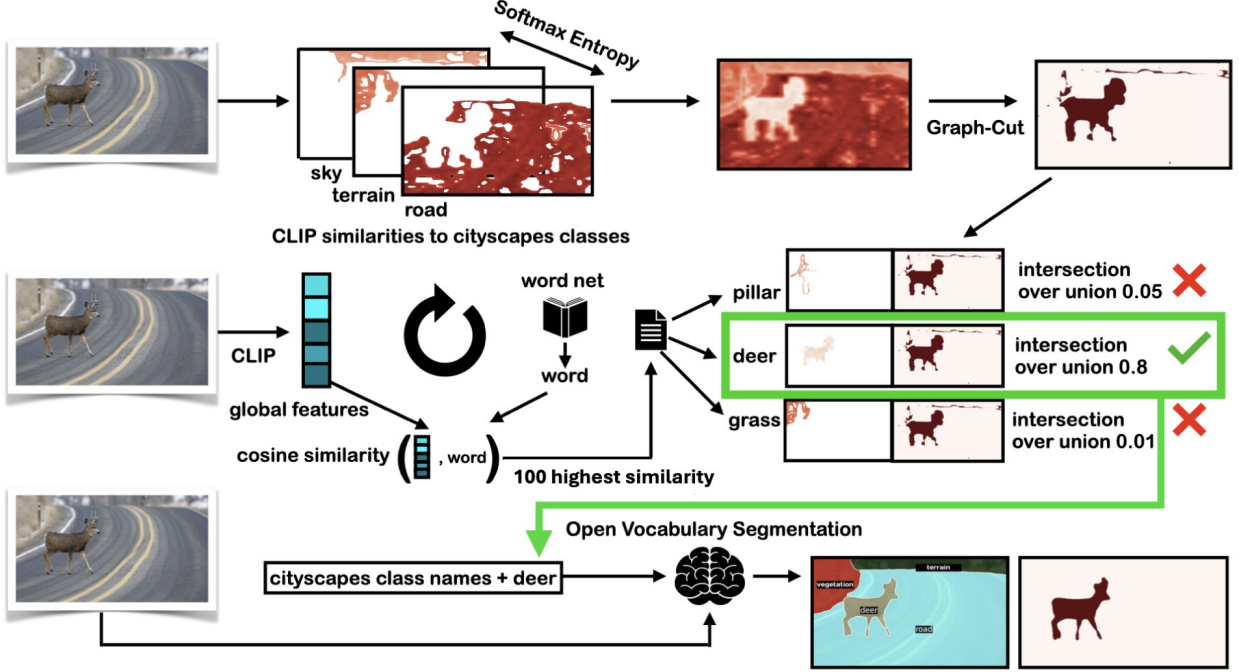 Softmax Entropy
sky
terrain
road
CLIP similarities to cityscapes classes
Graph-Cut
CLIP
global features
word net
word
cosine similarity ( , word )
100 highest similarity
pillar
intersection
over union 0.05
deer
intersection
over union 0.8
grass
intersection
over union 0.01
Open Vocabulary Segmentation
cityscapes class names + deer
vegetation
terrain
deer
road